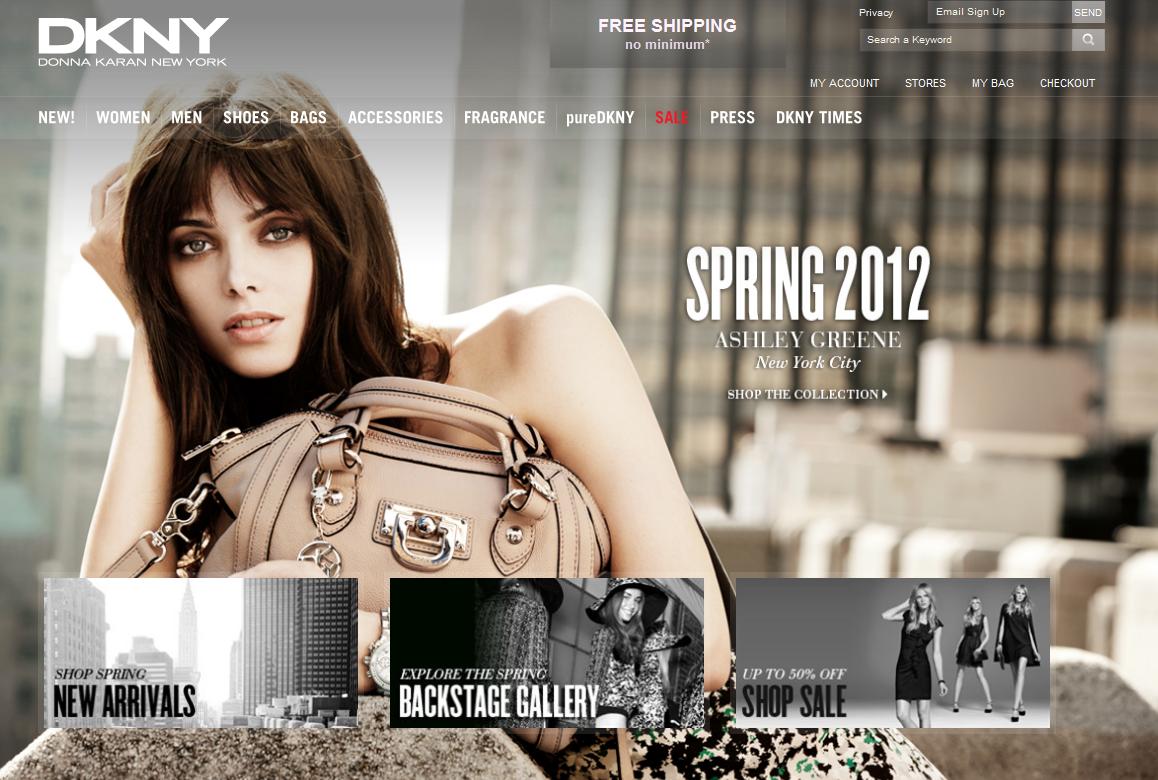 DKNY
DONNA KARAN NEW YORK
FREE SHIPPING
no minimum*
Privacy
Email Sign Up
SEND
Search a Keyword
MY ACCOUNT
STORES
MY BAG
CHECKOUT
NEW!
WOMEN
MEN
SHOES
BAGS
ACCESSORIES
FRAGRANCE
pureDKNY
SALE
PRESS
DKNY TIMES
SPRING 2012
ASHLEY GREENE
New York City
SHOP THE COLLECTION
SHOP SPRING
NEW ARRIVALS
EXPLORE THE SPRING
BACKSTAGE GALLERY
UP TO 50% OFF
SHOP SALE